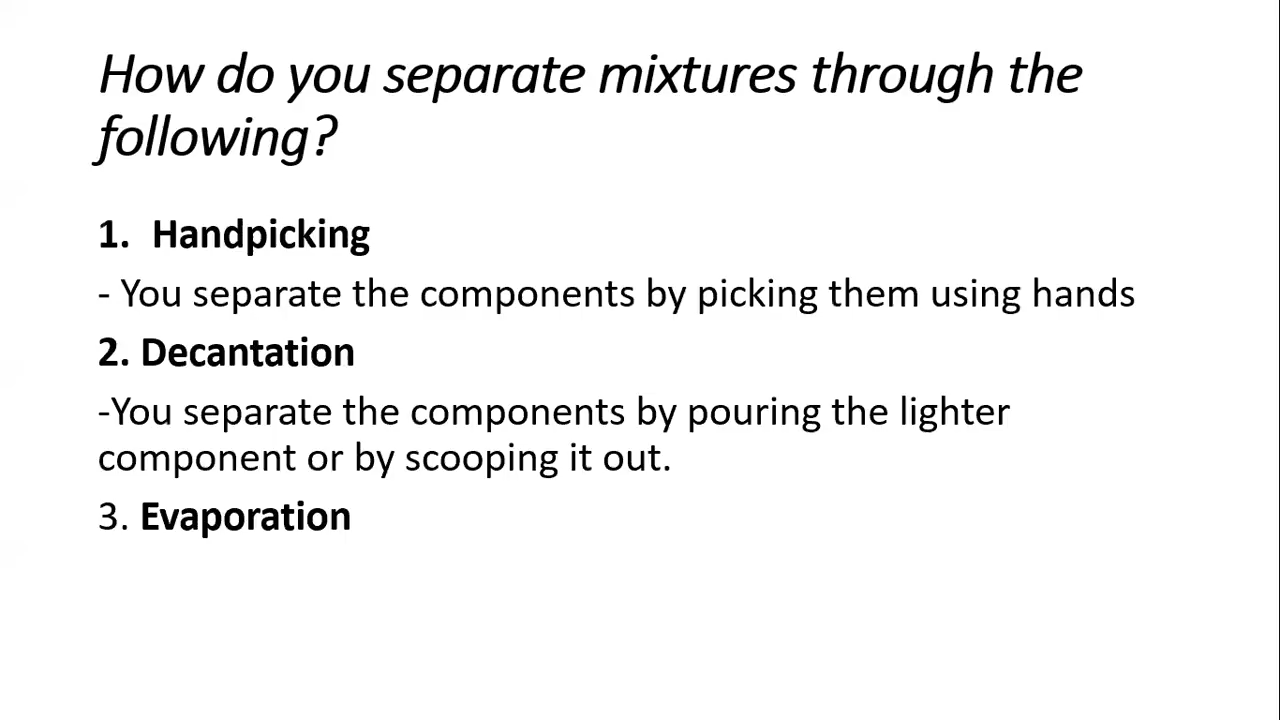 How do you separate mixtures through the
following?
1. Handpicking
- You separate the components by picking them using hands
2. Decantation
-You separate the components by pouring the lighter
component or by scooping it out.
3. Evaporation